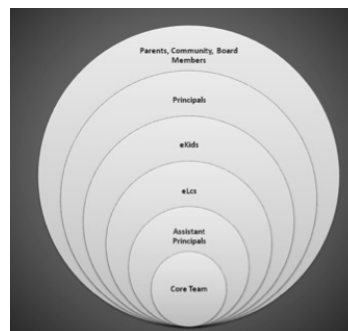 Parents, Community, Board
Members
Principals
eKids
eLcs
Assistant
Principals
Core Team